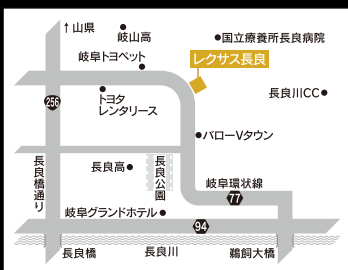 ↑山県
岐山高
国立療養所長良病院
岐阜トヨペット
レクサス長良
256
トヨタ
レンタリース
長良川CC
バローVタウン
長良橋通り
長良高
長良公園
岐阜環状線
77
岐阜グランドホテル
94
長良橋
長良川
鵜飼大橋